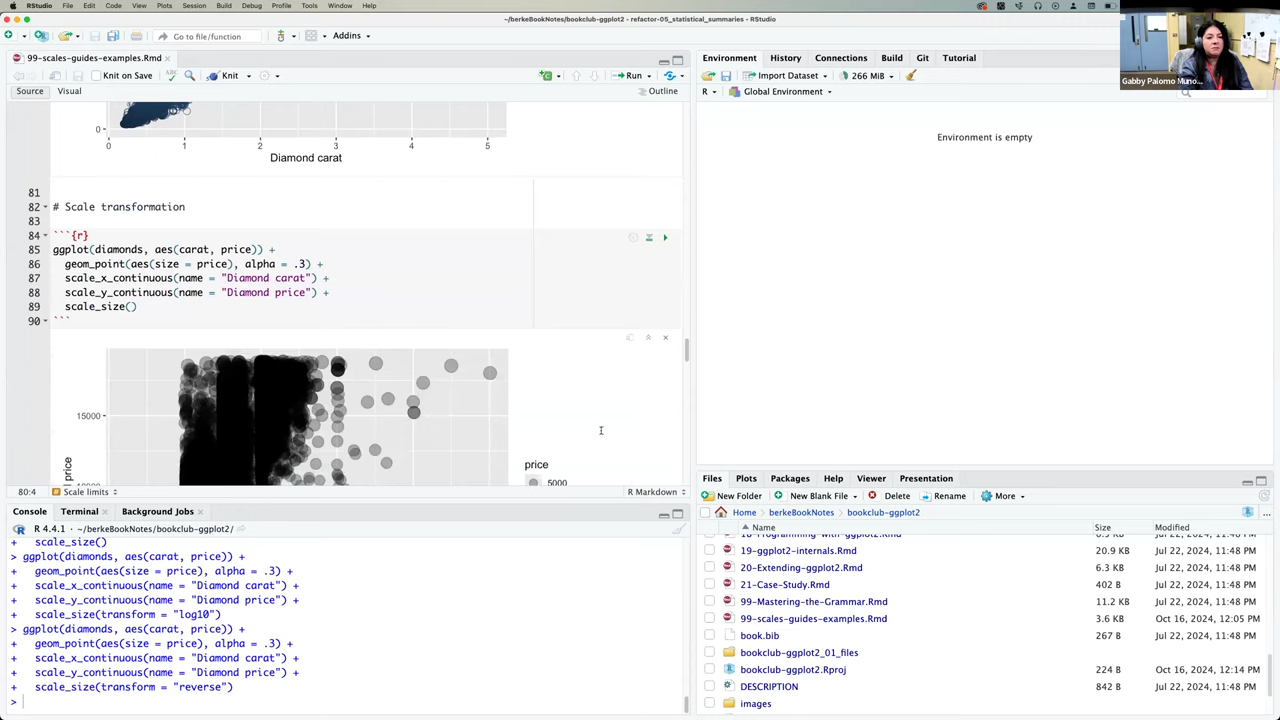 RStudio File Edit Code View Plots Session Build Debug Profile Tools Window Help
~/berkeBookNotes/bookclub-ggplot2 - refactor-05_statistical_summaries - RStudio
Go to file/function Addins
99-scales-guides-examples.Rmd
Knit on Save Knit Run
Source Visual Outline
0
0 1 2 3 4 5
Diamond carat
81
82 # Scale transformation
83
84 ```{r}
85 ggplot(diamonds, aes(carat, price)) +
86 geom_point(aes(size = price), alpha = .3) +
87 scale_x_continuous(name = "Diamond carat") +
88 scale_y_continuous(name = "Diamond price") +
89 scale_size()
90 ```
15000
price
price
5000
80:4 Scale limits R Markdown
Console Terminal Background Jobs
R 4.4.1 · ~/berkeBookNotes/bookclub-ggplot2/
+ scale_size()
> ggplot(diamonds, aes(carat, price)) +
+ geom_point(aes(size = price), alpha = .3) +
+ scale_x_continuous(name = "Diamond carat") +
+ scale_y_continuous(name = "Diamond price") +
+ scale_size(transform = "log10")
> ggplot(diamonds, aes(carat, price)) +
+ geom_point(aes(size = price), alpha = .3) +
+ scale_x_continuous(name = "Diamond carat") +
+ scale_y_continuous(name = "Diamond price") +
+ scale_size(transform = "reverse")
>
Environment History Connections Build Git Tutorial
Import Dataset 266 MiB
R Global Environment
Environment is empty
Gabby Palomo Muno...
Files Plots Packages Help Viewer Presentation
New Folder New Blank File Delete Rename More
Home berkeBookNotes bookclub-ggplot2
Name Size Modified
18-Programming-with-ggplot2.Rmd Jul 22, 2024, 11:48 PM
19-ggplot2-internals.Rmd 20.9 KB Jul 22, 2024, 11:48 PM
20-Extending-ggplot2.Rmd 6.3 KB Jul 22, 2024, 11:48 PM
21-Case-Study.Rmd 402 B Jul 22, 2024, 11:48 PM
99-Mastering-the-Grammar.Rmd 11.2 KB Jul 22, 2024, 11:48 PM
99-scales-guides-examples.Rmd 3.6 KB Oct 16, 2024, 12:05 PM
book.bib 267 B Jul 22, 2024, 11:48 PM
bookclub-ggplot2_01_files
bookclub-ggplot2.Rproj 224 B Oct 16, 2024, 12:14 PM
DESCRIPTION 842 B Jul 22, 2024, 11:48 PM
images